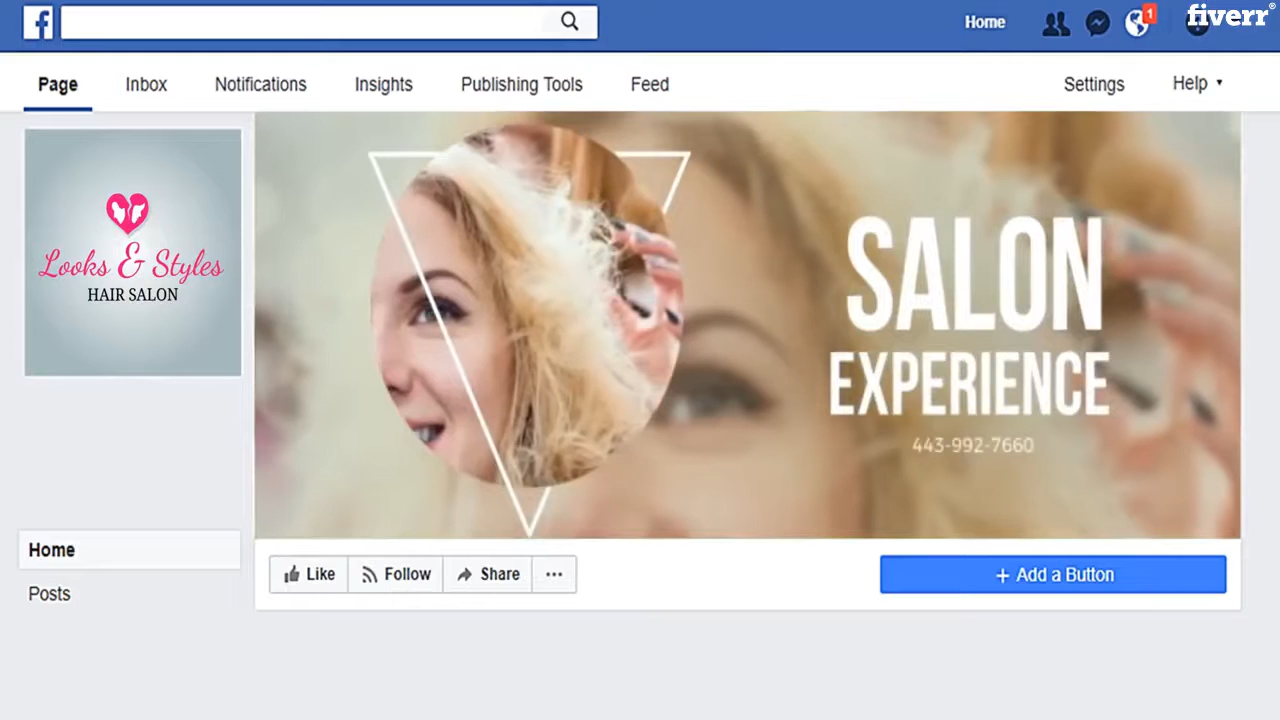 f
Home
1
fiverr®
Page Inbox Notifications Insights Publishing Tools Feed Settings Help
Looks & Styles
HAIR SALON
SALON
EXPERIENCE
443-992-7660
Home
Posts
Like Follow Share ...
+ Add a Button